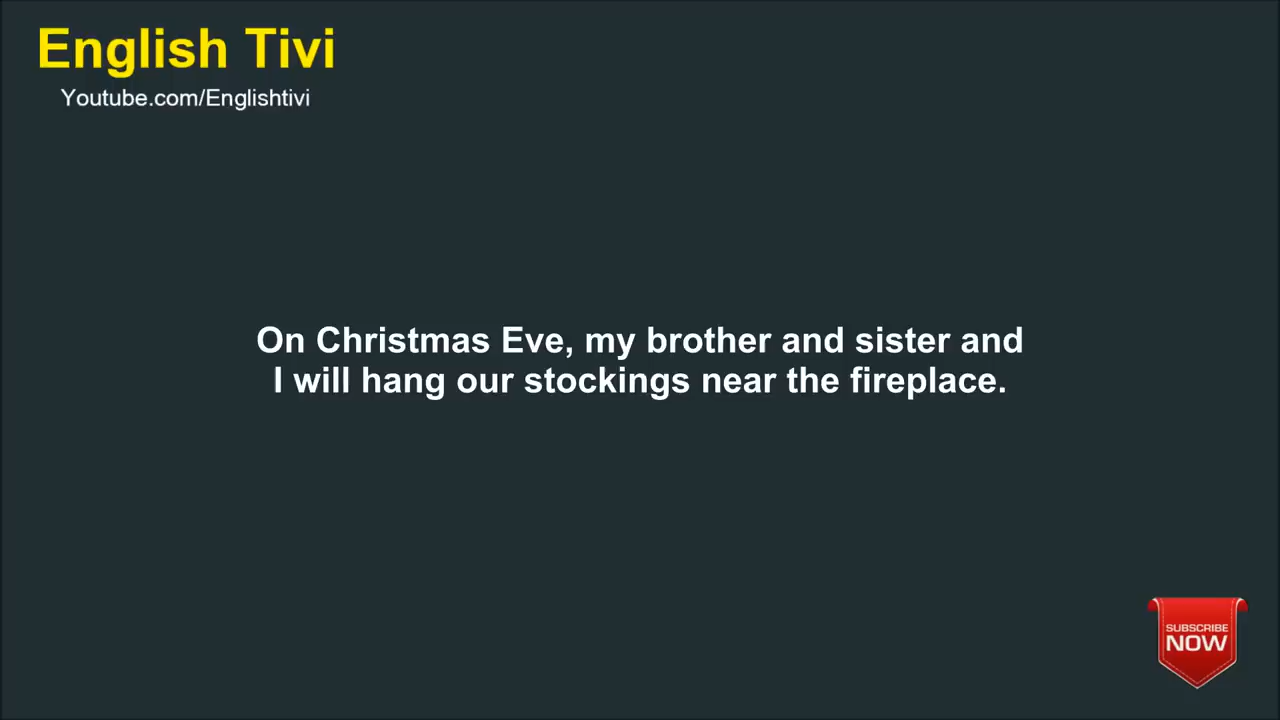 English Tivi
Youtube.com/Englishtivi
On Christmas Eve, my brother and sister and
I will hang our stockings near the fireplace.
SUBSCRIBE
NOW